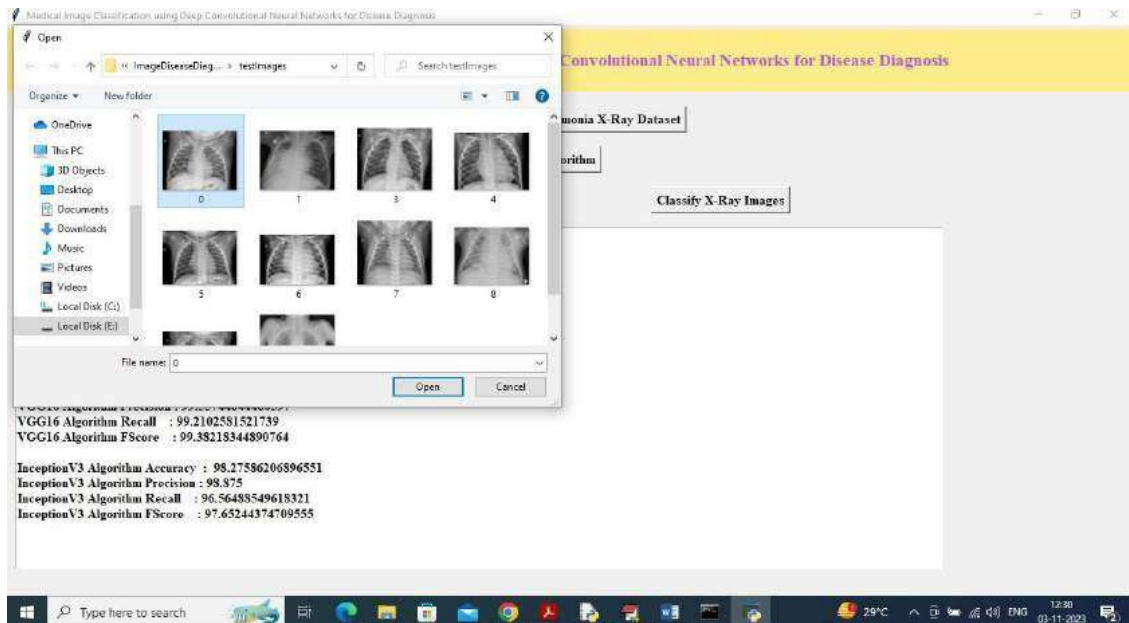 Medical Image Classification using Deep Convolutional Neural Networks for Disease Diagnosis
Open
Convolutional Neural Networks for Disease Diagnosis
« ImageDiseaseDiag... > testImages
Search testImages
Organize
New folder
monia X-Ray Dataset
orithm
Classify X-Ray Images
OneDrive
This PC
3D Objects
Desktop
Documents
Downloads
Music
Pictures
Videos
Local Disk (C:)
Local Disk (E:)
0 1 3 4
5 6 7 8
File name: 0
Open Cancel
VGG16 Algorithm Recall : 99.2102581521739
VGG16 Algorithm FScore : 99.38218344890764
InceptionV3 Algorithm Accuracy : 98.27586206896551
InceptionV3 Algorithm Precision : 98.875
InceptionV3 Algorithm Recall : 96.56488549618321
InceptionV3 Algorithm FScore : 97.65244374709555
Type here to search
29°C ENG 12:30
03-11-2023